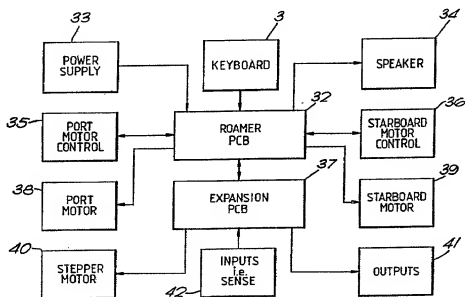 33
POWER
SUPPLY
3
KEYBOARD
34
SPEAKER
35
PORT
MOTOR
CONTROL
32
ROAMER
PCB
36
STARBOARD
MOTOR
CONTROL
38
PORT
MOTOR
37
EXPANSION
PCB
39
STARBOARD
MOTOR
40
STEPPER
MOTOR
42
INPUTS
i.e.
SENSE
41
OUTPUTS